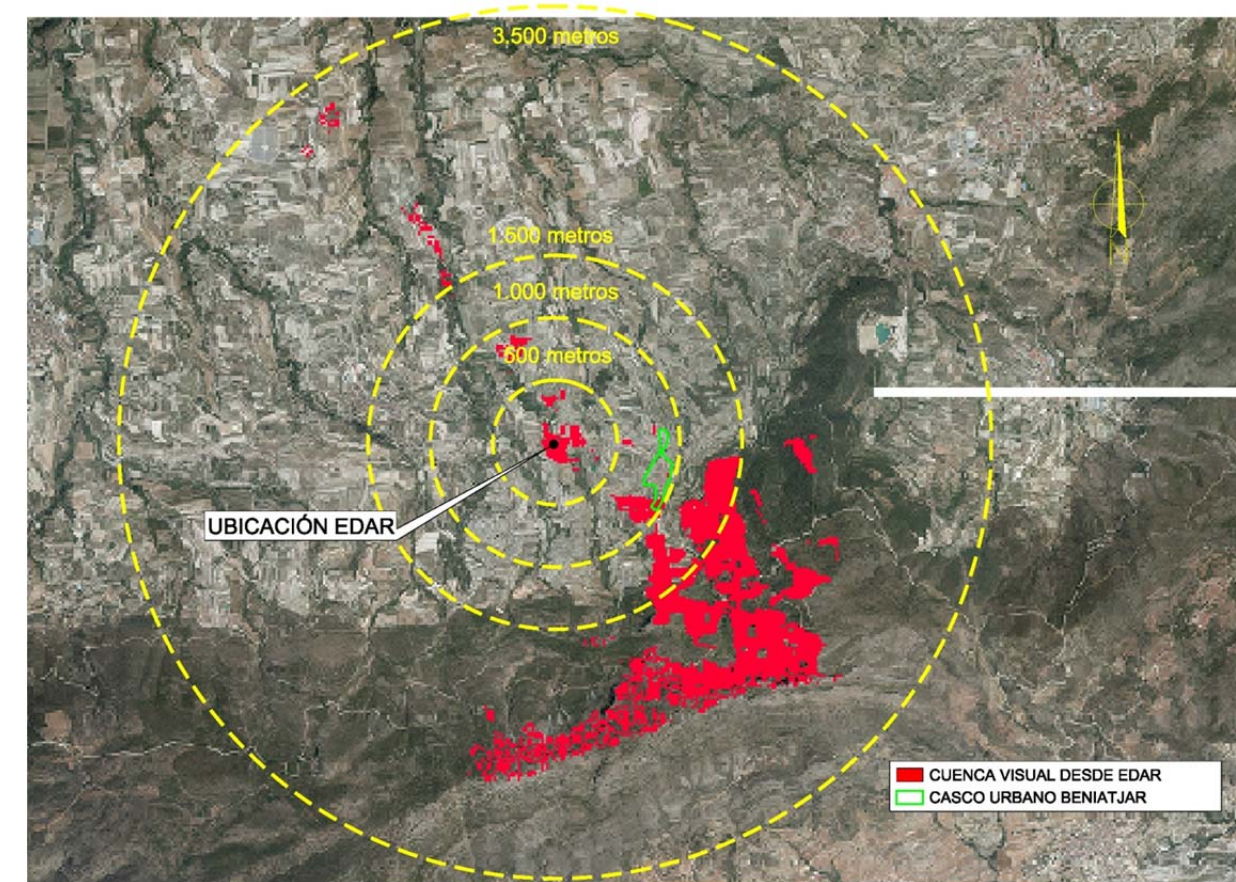 3.500 metros
1.500 metros
1.000 metros
500 metros
UBICACIÓN EDAR
CUENCA VISUAL DESDE EDAR
CASCO URBANO BENIATJAR